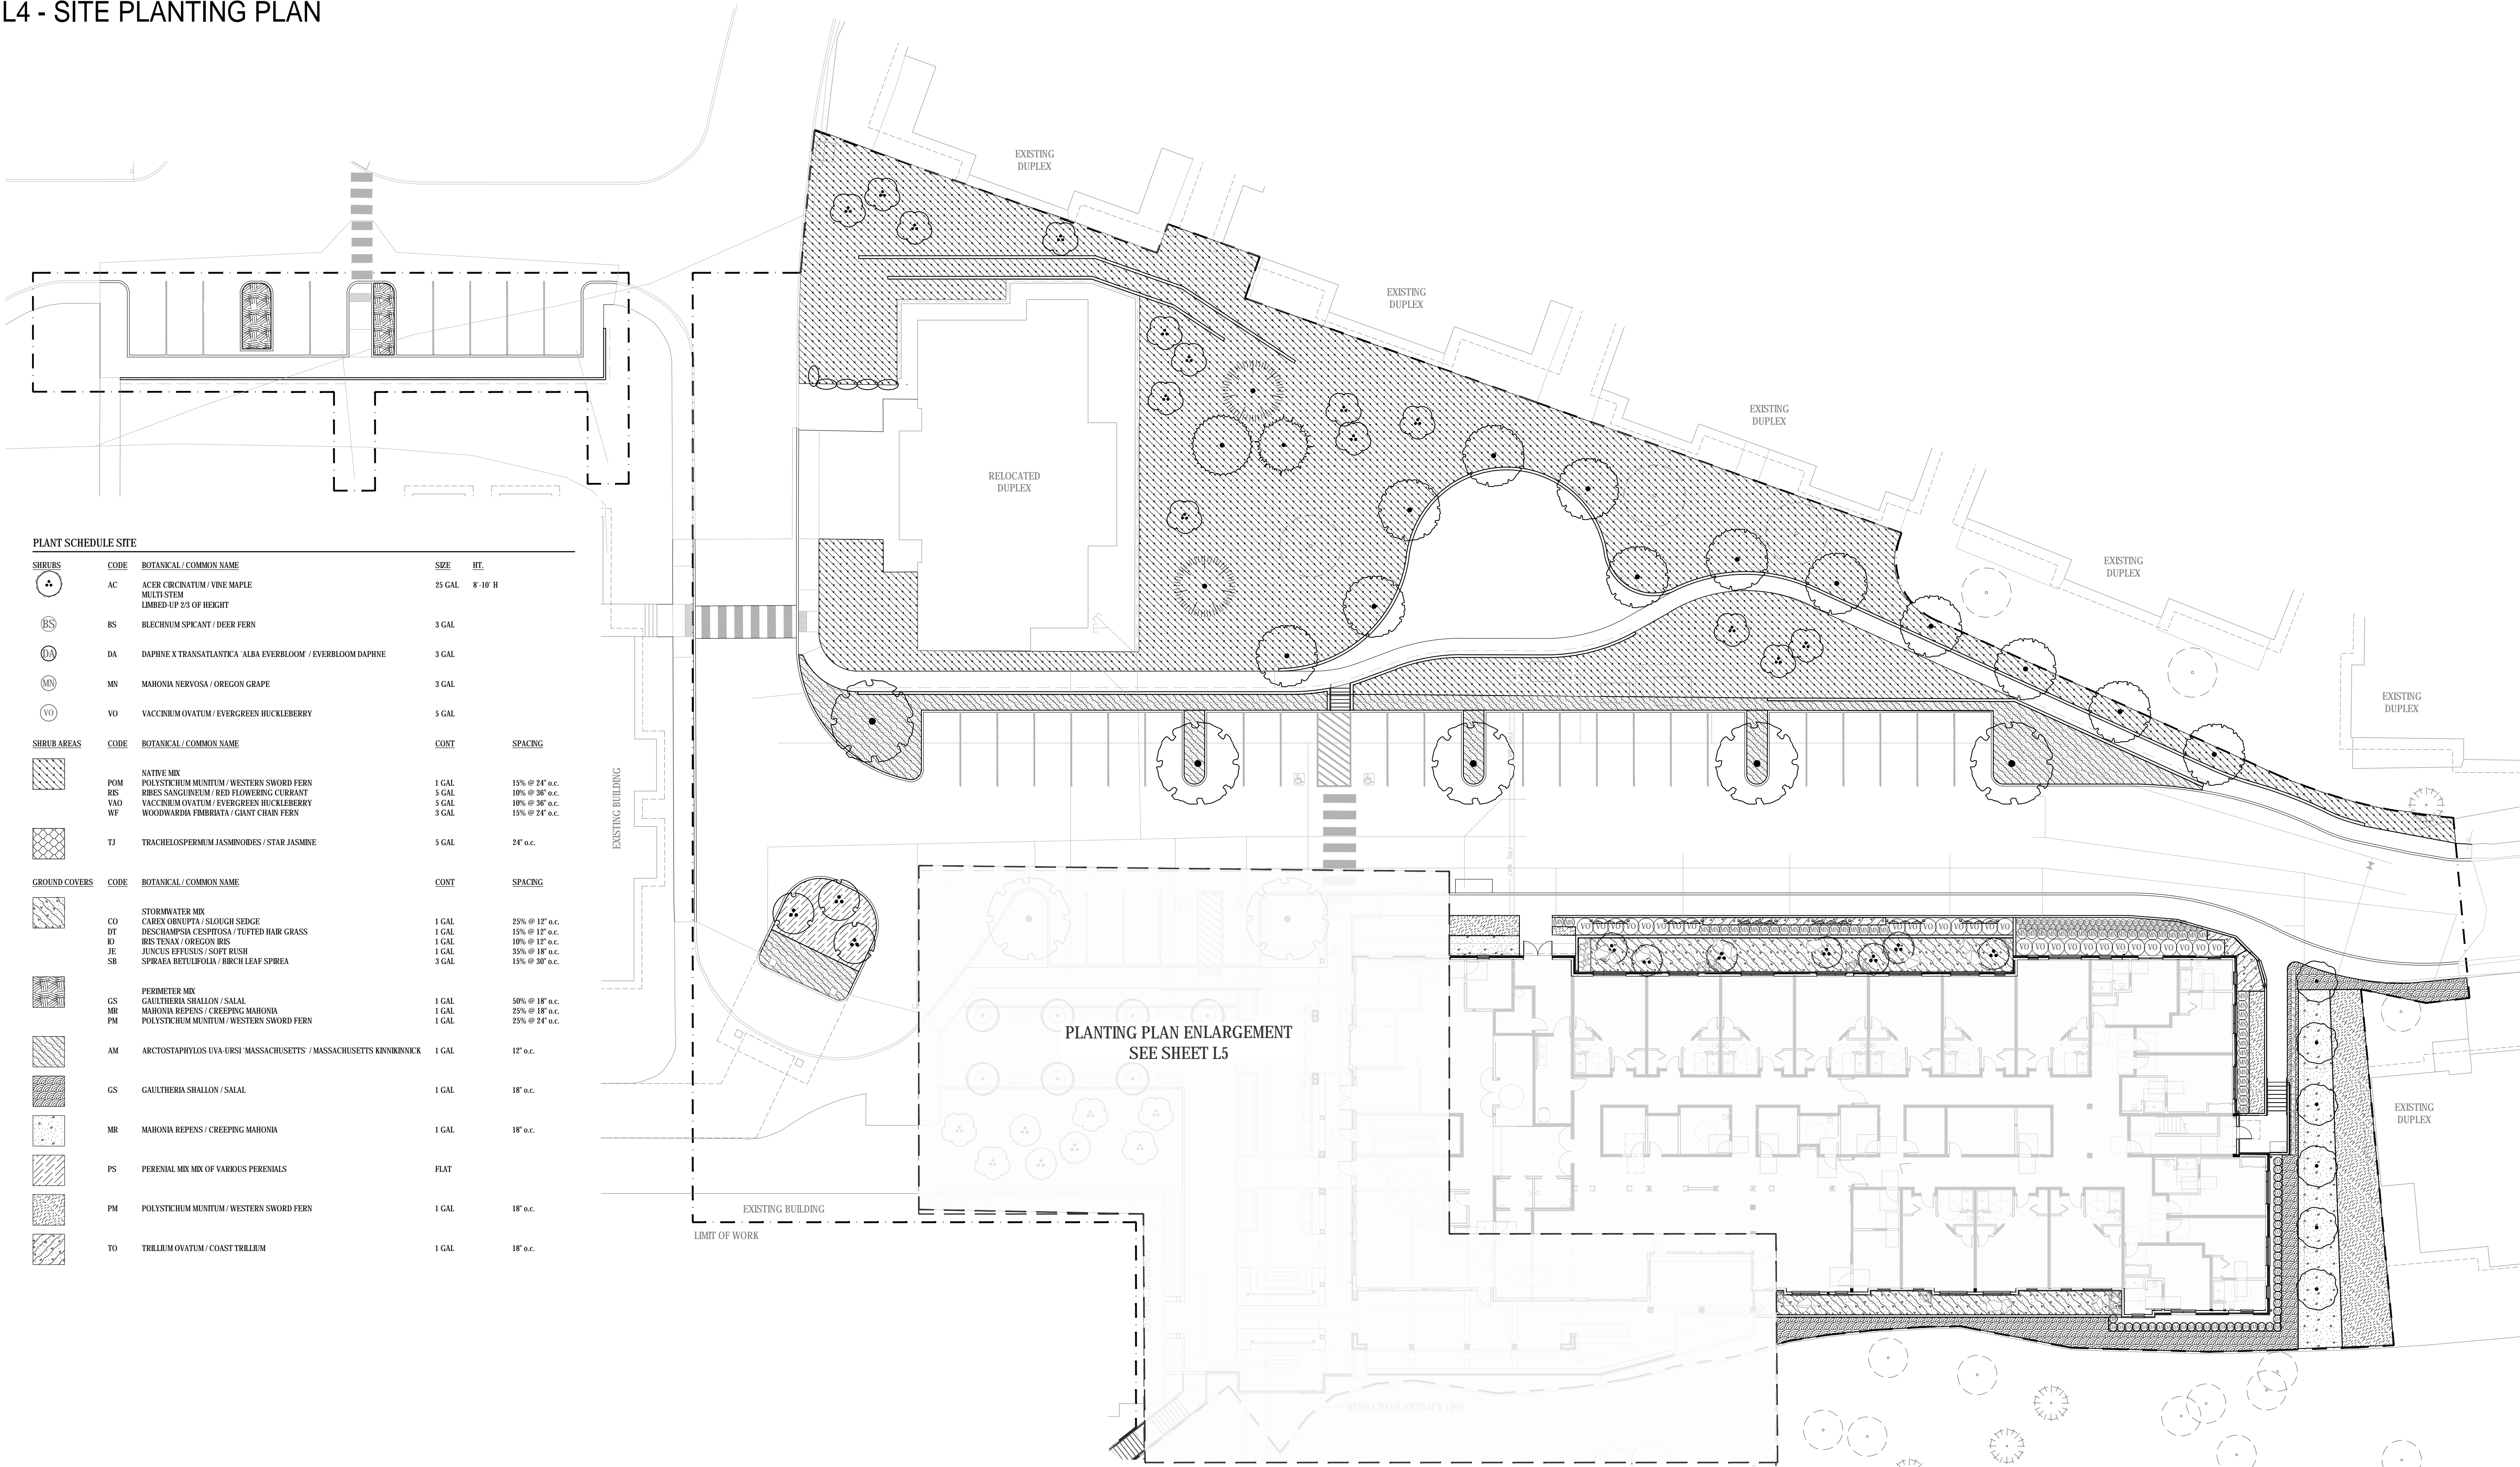 L4 - SITE PLANTING PLAN
EXISTING
DUPLEX
EXISTING
DUPLEX
EXISTING
DUPLEX
EXISTING
DUPLEX
EXISTING
DUPLEX
EXISTING
DUPLEX
RELOCATED
DUPLEX
EXISTING BUILDING
PLANT SCHEDULE SITE
SHRUBS CODE BOTANICAL / COMMON NAME SIZE HT.
AC ACER CIRCINATUM / VINE MAPLE 25 GAL 8'-10' H
MULTI-STEM
LIMBED-UP 2/3 OF HEIGHT
BS BS BLECHNUM SPICANT / DEER FERN 3 GAL
DA DA DAPHNE X TRANSATLANTICA 'ALBA EVERBLOOM' / EVERBLOOM DAPHNE 3 GAL
MN MN MAHONIA NERVOSA / OREGON GRAPE 3 GAL
VO VO VACCINIUM OVATUM / EVERGREEN HUCKLEBERRY 5 GAL
SHRUB AREAS CODE BOTANICAL / COMMON NAME CONT SPACING
NATIVE MIX
POM POLYSTICHUM MUNITUM / WESTERN SWORD FERN 1 GAL 15% @ 24" o.c.
RIS RIBES SANGUINEUM / RED FLOWERING CURRANT 5 GAL 10% @ 36" o.c.
VAO VACCINIUM OVATUM / EVERGREEN HUCKLEBERRY 5 GAL 10% @ 36" o.c.
WF WOODWARDIA FIMBRIATA / GIANT CHAIN FERN 3 GAL 15% @ 24" o.c.
TJ TRACHELOSPERMUM JASMINOIDES / STAR JASMINE 5 GAL 24" o.c.
GROUND COVERS CODE BOTANICAL / COMMON NAME CONT SPACING
STORMWATER MIX
CO CAREX OBNUPTA / SLOUGH SEDGE 1 GAL 25% @ 12" o.c.
DT DESCHAMPSIA CESPITOSA / TUFTED HAIR GRASS 1 GAL 15% @ 12" o.c.
IO IRIS TENAX / OREGON IRIS 1 GAL 10% @ 12" o.c.
JE JUNCUS EFFUSUS / SOFT RUSH 1 GAL 35% @ 18" o.c.
SB SPIRAEA BETULIFOLIA / BIRCH LEAF SPIREA 3 GAL 15% @ 30" o.c.
PERIMETER MIX
GS GAULTHERIA SHALLON / SALAL 1 GAL 50% @ 18" o.c.
MR MAHONIA REPENS / CREEPING MAHONIA 1 GAL 25% @ 18" o.c.
PM POLYSTICHUM MUNITUM / WESTERN SWORD FERN 1 GAL 25% @ 24" o.c.
AM ARCTOSTAPHYLOS UVA-URSI 'MASSACHUSETTS' / MASSACHUSETTS KINNIKINNICK 1 GAL 12" o.c.
GS GAULTHERIA SHALLON / SALAL 1 GAL 18" o.c.
MR MAHONIA REPENS / CREEPING MAHONIA 1 GAL 18" o.c.
PS PERENIAL MIX MIX OF VARIOUS PERENIALS FLAT
PM POLYSTICHUM MUNITUM / WESTERN SWORD FERN 1 GAL 18" o.c.
TO TRILLIUM OVATUM / COAST TRILLIUM 1 GAL 18" o.c.
PLANTING PLAN ENLARGEMENT
SEE SHEET L5
EXISTING BUILDING
LIMIT OF WORK
HESS CREEK SETBACK LINE
EXISTING
DUPLEX